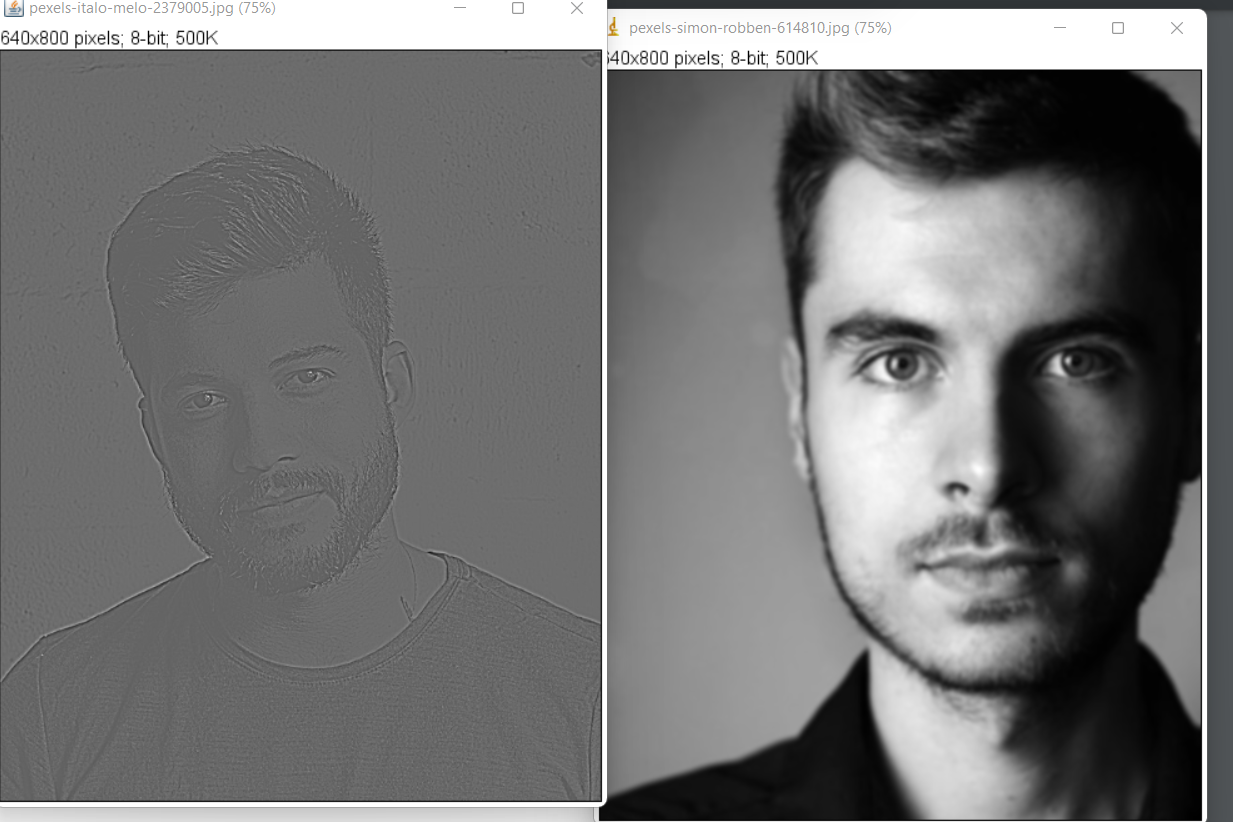 pexels-italo-melo-2379005.jpg (75%)
640x800 pixels; 8-bit; 500K
pexels-simon-robben-614810.jpg (75%)
640x800 pixels; 8-bit; 500K